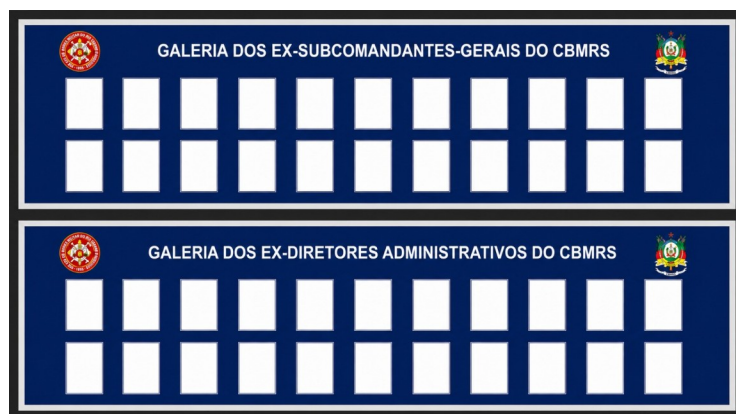 GALERIA DOS EX-SUBCOMANDANTES-GERAIS DO CBMRS
GALERIA DOS EX-DIRETORES ADMINISTRATIVOS DO CBMRS